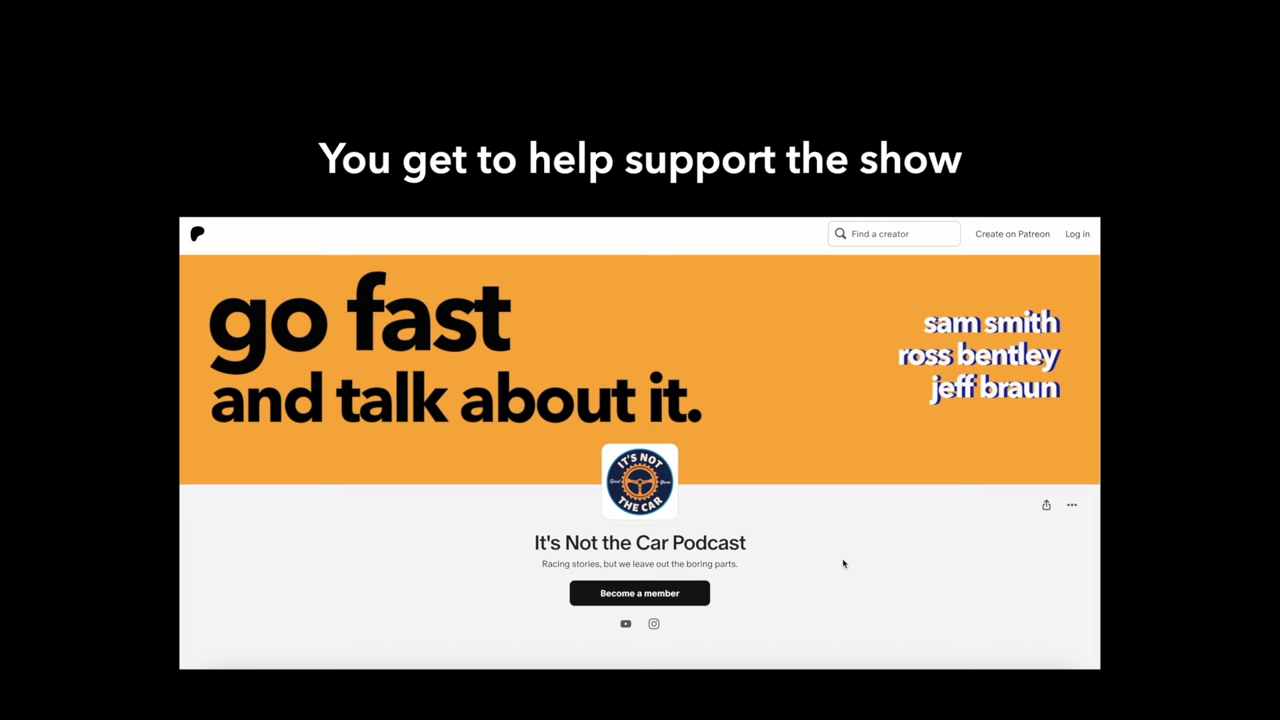 You get to help support the show
Find a creator
Create on Patreon
Log in
go fast
and talk about it.
sam smith
ross bentley
jeff braun
IT'S NOT
Speed
Yarns
THE CAR
It's Not the Car Podcast
Racing stories, but we leave out the boring parts.
Become a member